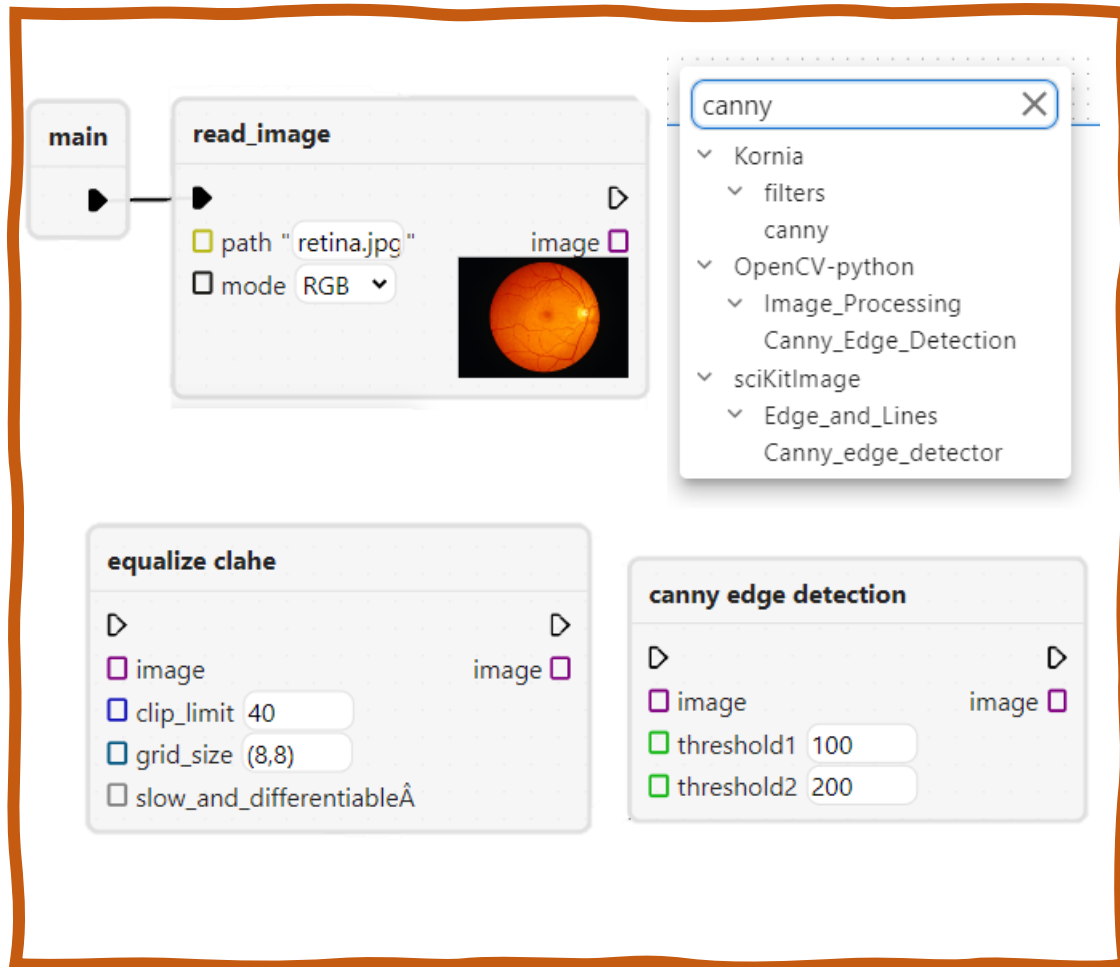 main
read_image
path "retina.jpg"
image
mode RGB
canny
Kornia
filters
canny
OpenCV-python
Image_Processing
Canny_Edge_Detection
sciKitImage
Edge_and_Lines
Canny_edge_detector
equalize clahe
image
image
clip_limit 40
grid_size (8,8)
slow_and_differentiableÂ
canny edge detection
image
image
threshold1 100
threshold2 200